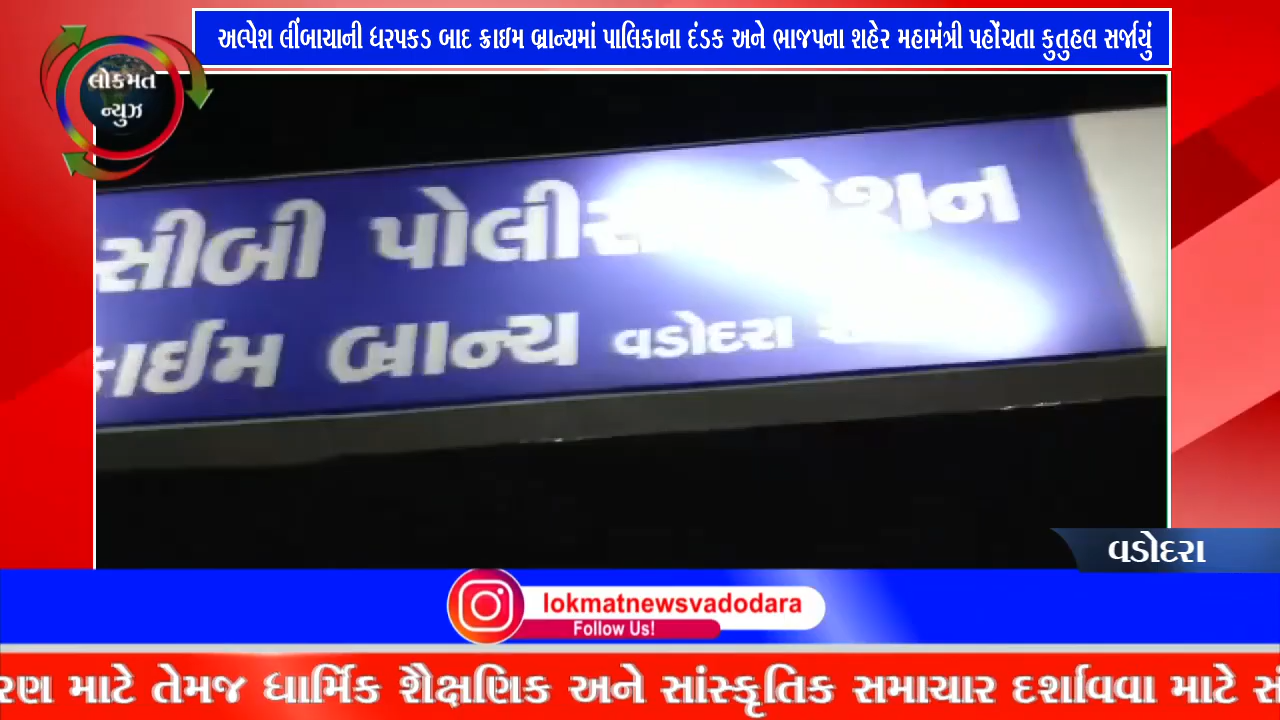 અલ્પેશ લીંબાચાની ધરપકડ બાદ ક્રાઇમ બ્રાન્ચમાં પાલિકાના દંડક અને ભાજપના શહેર મહામંત્રી પહોંચતા કુતુહલ સર્જાયું
લોકમત
ન્યુઝ
સીબી પોલીસ
ક્રાઈમ બ્રાન્ચ વડોદરા
વડોદરા
lokmatnewsvadodara
Follow Us!
રણ માટે તેમજ ધાર્મિક શૈક્ષણિક અને સાંસ્કૃતિક સમાચાર દર્શાવવા માટે